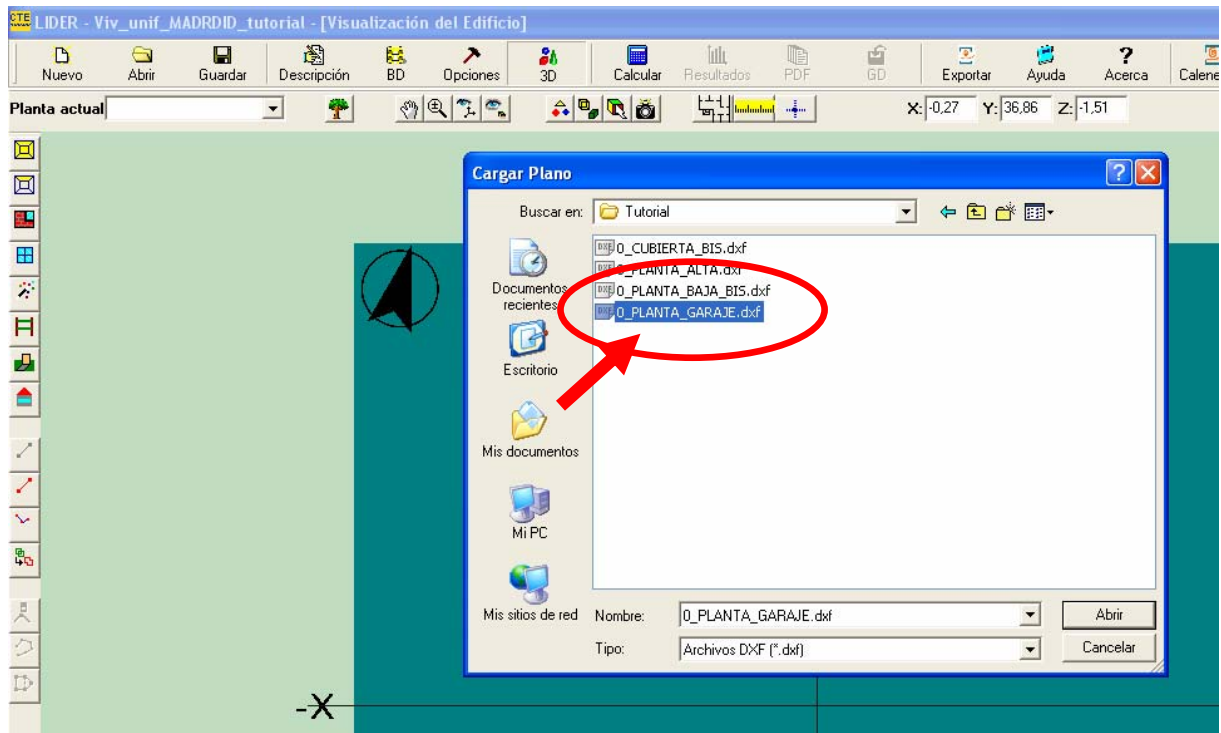 CTE LIDER - Viv_unif_MADRDID_tutorial - [Visualización del Edificio]
Nuevo Abrir Guardar Descripción BD Opciones 3D Calcular Resultados PDF GD Exportar Ayuda Acerca Calene
Planta actual X: -0,27 Y: 36,86 Z: -1,51
Cargar Plano
Buscar en: Tutorial
0_CUBIERTA_BIS.dxf
0_PLANTA_ALTA.dxf
0_PLANTA_BAJA_BIS.dxf
0_PLANTA_GARAJE.dxf
Documentos recientes
Escritorio
Mis documentos
Mi PC
Mis sitios de red
Nombre: 0_PLANTA_GARAJE.dxf Abrir
Tipo: Archivos DXF (*.dxf) Cancelar
-X